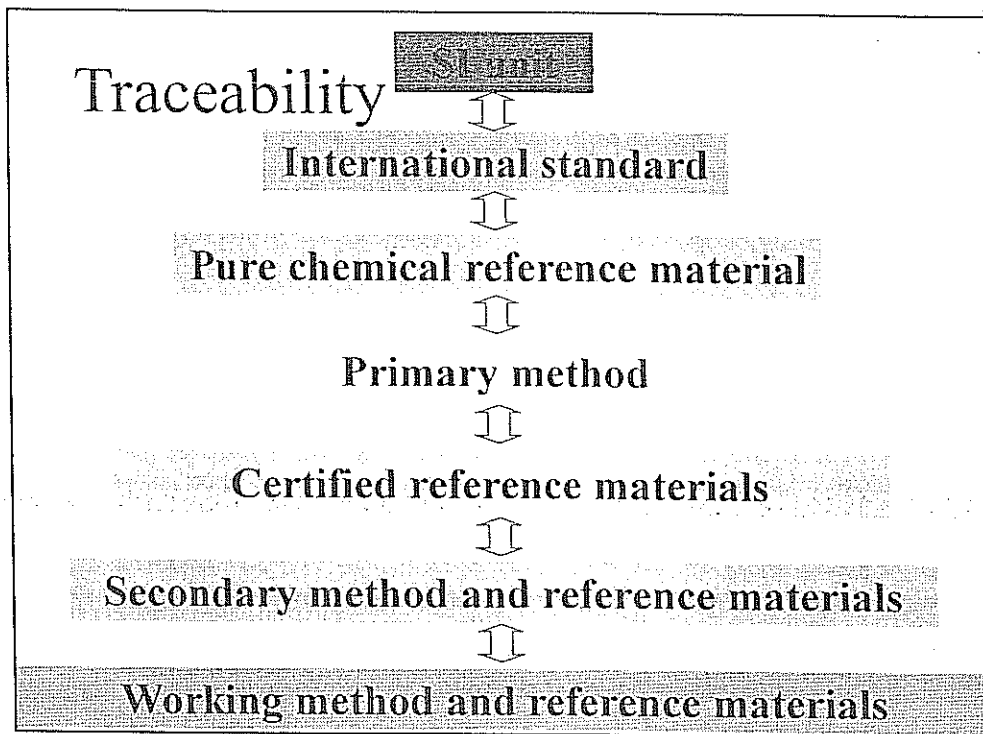 Traceability
SI unit
International standard
Pure chemical reference material
Primary method
Certified reference materials
Secondary method and reference materials
Working method and reference materials